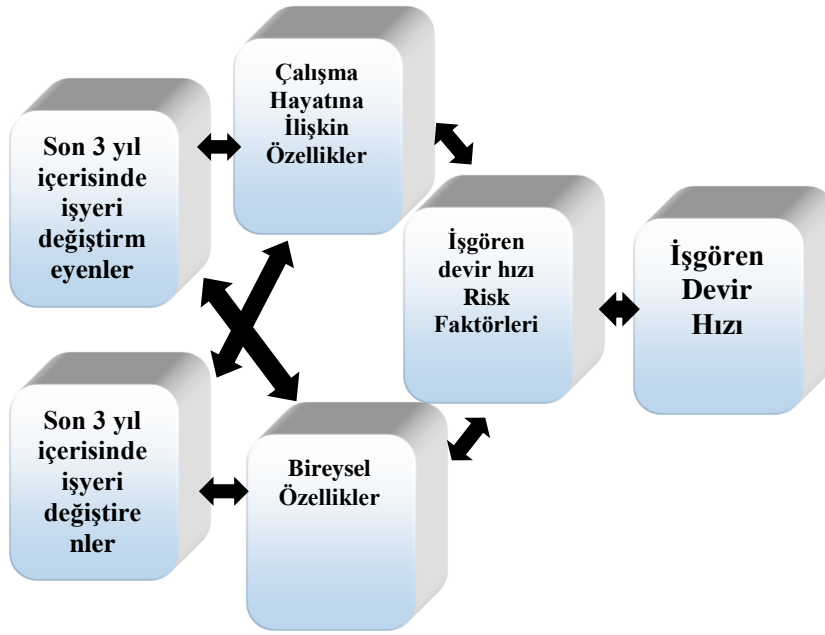 Son 3 yıl
içerisinde
işyeri
değiştirm
eyenler
Çalışma
Hayatına
İlişkin
Özellikler
İşgören
devir hızı
Risk
Faktörleri
İşgören
Devir
Hızı
Son 3 yıl
içerisinde
işyeri
değiştire
nler
Bireysel
Özellikler